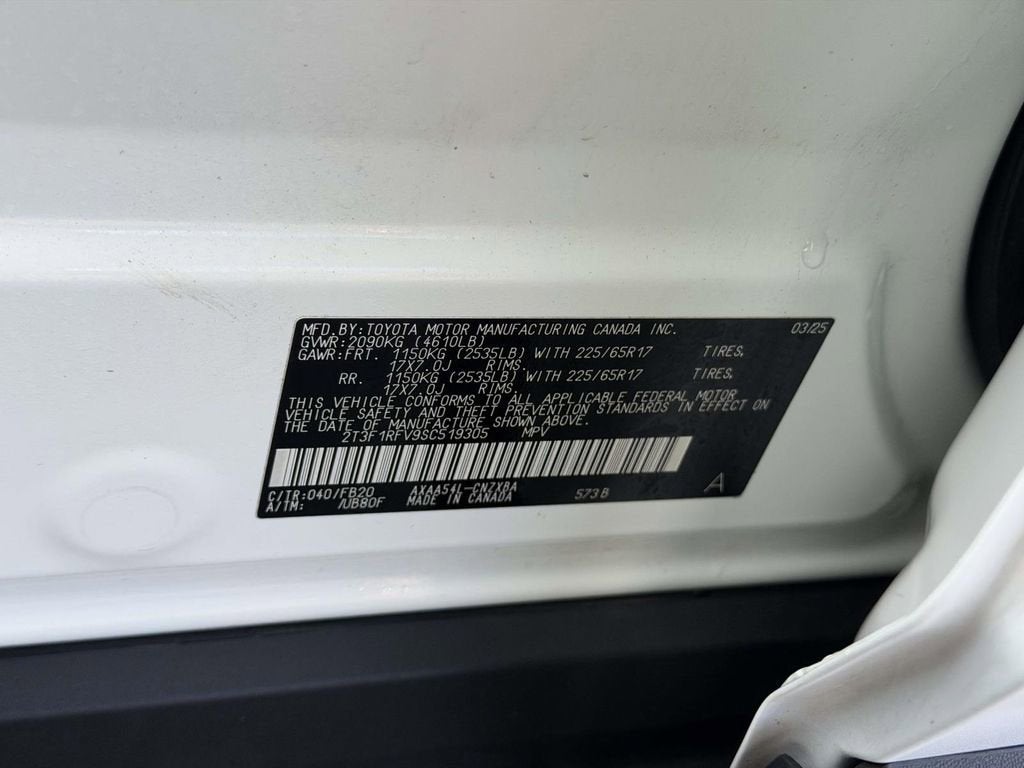 MFD. BY: TOYOTA MOTOR MANUFACTURING CANADA INC. 03/25
GVWR: 2090KG (4610LB)
GAWR: FRT. 1150KG (2535LB) WITH 225/65R17 TIRES,
17X7.0J RIMS.
RR. 1150KG (2535LB) WITH 225/65R17 TIRES,
17X7.0J RIMS.
THIS VEHICLE CONFORMS TO ALL APPLICABLE FEDERAL MOTOR
VEHICLE SAFETY AND THEFT PREVENTION STANDARDS IN EFFECT ON
THE DATE OF MANUFACTURE SHOWN ABOVE.
2T3F1RFV9SC519305 MPV
C/TR: 040/FB20 AXAA54L-CNZXBA 573B A
A/TM: /UB80F MADE IN CANADA